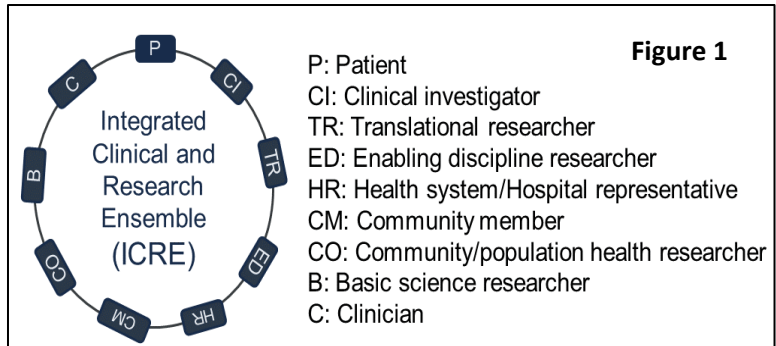 Figure 1
P
CI
TR
ED
HR
CM
CO
B
C
Integrated
Clinical and
Research
Ensemble
(ICRE)
P: Patient
CI: Clinical investigator
TR: Translational researcher
ED: Enabling discipline researcher
HR: Health system/Hospital representative
CM: Community member
CO: Community/population health researcher
B: Basic science researcher
C: Clinician